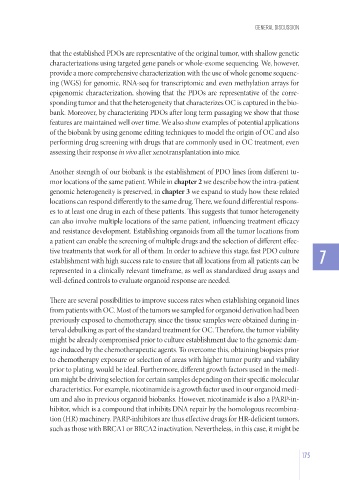 GENERAL DISCUSSION
that the established PDOs are representative of the original tumor, with shallow genetic
characterizations using targeted gene panels or whole-exome sequencing. We, however,
provide a more comprehensive characterization with the use of whole genome sequenc-
ing (WGS) for genomic, RNA-seq for transcriptomic and even methylation arrays for
epigenomic characterization, showing that the PDOs are representative of the corre-
sponding tumor and that the heterogeneity that characterizes OC is captured in the bio-
bank. Moreover, by characterizing PDOs after long term passaging we show that those
features are maintained well over time. We also show examples of potential applications
of the biobank by using genome editing techniques to model the origin of OC and also
performing drug screening with drugs that are commonly used in OC treatment, even
assessing their response in vivo after xenotransplantation into mice.
Another strength of our biobank is the establishment of PDO lines from different tu-
mor locations of the same patient. While in chapter 2 we describe how the intra-patient
genomic heterogeneity is preserved, in chapter 3 we expand to study how these related
locations can respond differently to the same drug. There, we found differential respons-
es to at least one drug in each of these patients. This suggests that tumor heterogeneity
can also involve multiple locations of the same patient, influencing treatment efficacy
and resistance development. Establishing organoids from all the tumor locations from
a patient can enable the screening of multiple drugs and the selection of different effec-
tive treatments that work for all of them. In order to achieve this stage, fast PDO culture
establishment with high success rate to ensure that all locations from all patients can be
represented in a clinically relevant timeframe, as well as standardized drug assays and
well-defined controls to evaluate organoid response are needed.
7
There are several possibilities to improve success rates when establishing organoid lines
from patients with OC. Most of the tumors we sampled for organoid derivation had been
previously exposed to chemotherapy, since the tissue samples were obtained during in-
terval debulking as part of the standard treatment for OC. Therefore, the tumor viability
might be already compromised prior to culture establishment due to the genomic dam-
age induced by the chemotherapeutic agents. To overcome this, obtaining biopsies prior
to chemotherapy exposure or selection of areas with higher tumor purity and viability
prior to plating, would be ideal. Furthermore, different growth factors used in the medi-
um might be driving selection for certain samples depending on their specific molecular
characteristics. For example, nicotinamide is a growth factor used in our organoid medi-
um and also in previous organoid biobanks. However, nicotinamide is also a PARP-in-
hibitor, which is a compound that inhibits DNA repair by the homologous recombina-
tion (HR) machinery. PARP-inhibitors are thus effective drugs for HR-deficient tumors,
such as those with BRCA1 or BRCA2 inactivation. Nevertheless, in this case, it might be
175